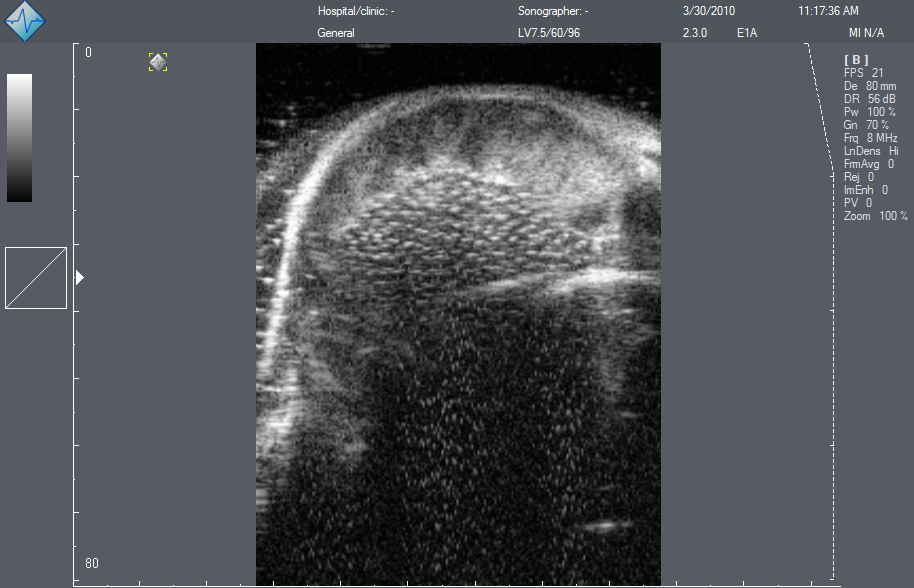 Hospital/clinic: - Sonographer: - 3/30/2010 11:17:36 AM
General LV7.5/60/96 2.3.0 E1A MI N/A
0
[ B ]
FPS 21
De 80 mm
DR 56 dB
Pw 100 %
Gn 70 %
Frq 8 MHz
LnDens Hi
FrmAvg 0
Rej 0
ImEnh 0
PV 0
Zoom 100 %
80